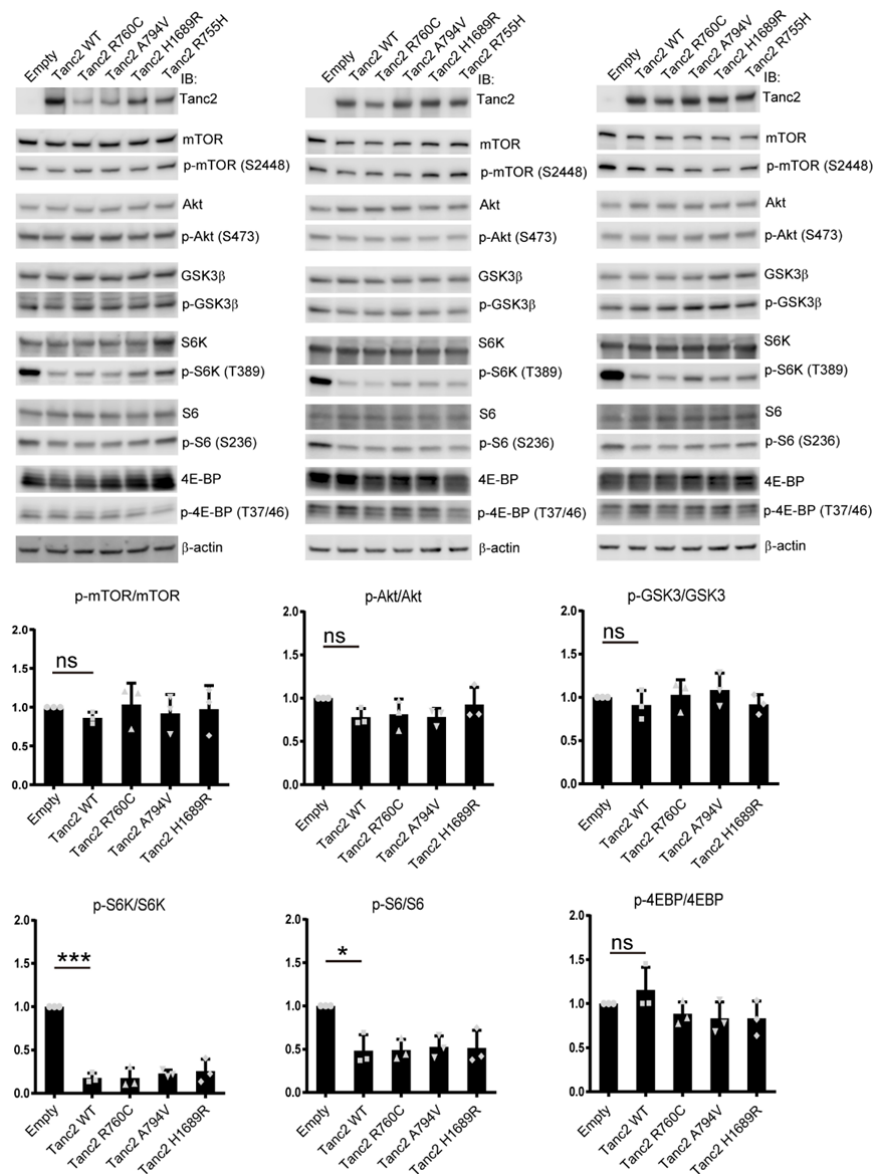 Empty
Tanc2 WT
Tanc2 R760C
Tanc2 A794V
Tanc2 H1689R
Tanc2 R755H
IB:
Tanc2
mTOR
p-mTOR (S2448)
Akt
p-Akt (S473)
GSK3β
p-GSK3β
S6K
p-S6K (T389)
S6
p-S6 (S236)
4E-BP
p-4E-BP (T37/46)
β-actin
Empty
Tanc2 WT
Tanc2 R760C
Tanc2 A794V
Tanc2 H1689R
Tanc2 R755H
IB:
Tanc2
mTOR
p-mTOR (S2448)
Akt
p-Akt (S473)
GSK3β
p-GSK3β
S6K
p-S6K (T389)
S6
p-S6 (S236)
4E-BP
p-4E-BP (T37/46)
β-actin
Empty
Tanc2 WT
Tanc2 R760C
Tanc2 A794V
Tanc2 H1689R
Tanc2 R755H
IB:
Tanc2
mTOR
p-mTOR (S2448)
Akt
p-Akt (S473)
GSK3β
p-GSK3β
S6K
p-S6K (T389)
S6
p-S6 (S236)
4E-BP
p-4E-BP (T37/46)
β-actin
p-mTOR/mTOR
2.0
1.5
1.0
0.5
0.0
ns
Empty
Tanc2 WT
Tanc2 R760C
Tanc2 A794V
Tanc2 H1689R
p-Akt/Akt
2.0
1.5
1.0
0.5
0.0
ns
Empty
Tanc2 WT
Tanc2 R760C
Tanc2 A794V
Tanc2 H1689R
p-GSK3/GSK3
2.0
1.5
1.0
0.5
0.0
ns
Empty
Tanc2 WT
Tanc2 R760C
Tanc2 A794V
Tanc2 H1689R
p-S6K/S6K
2.0
1.5
1.0
0.5
0.0
***
Empty
Tanc2 WT
Tanc2 R760C
Tanc2 A794V
Tanc2 H1689R
p-S6/S6
2.0
1.5
1.0
0.5
0.0
*
Empty
Tanc2 WT
Tanc2 R760C
Tanc2 A794V
Tanc2 H1689R
p-4EBP/4EBP
2.0
1.5
1.0
0.5
0.0
ns
Empty
Tanc2 WT
Tanc2 R760C
Tanc2 A794V
Tanc2 H1689R